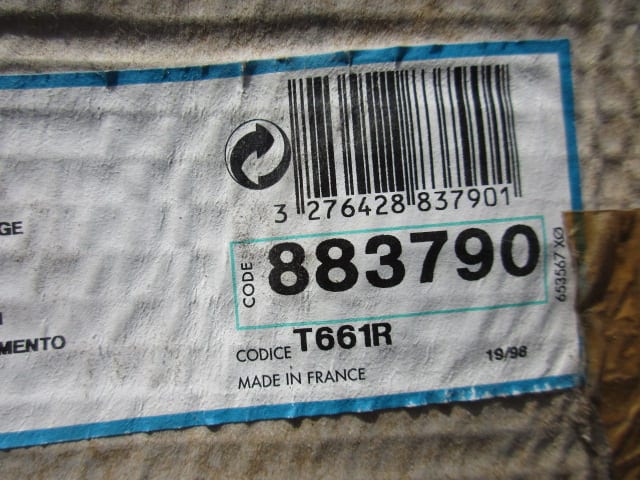 3 276428 837901
GE
CODE 883790
653567 XØ
MENTO
CODICE T661R
19/98
MADE IN FRANCE